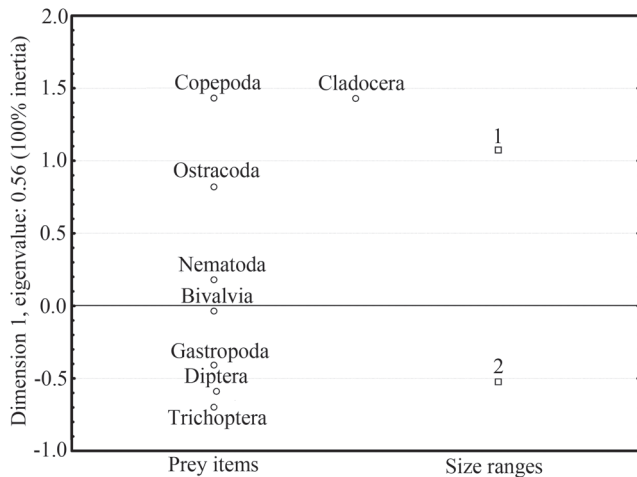 Dimension 1, eigenvalue: 0.56 (100% inertia)
2.0
1.5
1.0
0.5
0.0
-0.5
-1.0
Copepoda
Cladocera
1
Ostracoda
Nematoda
Bivalvia
Gastropoda
Diptera
2
Trichoptera
Prey items
Size ranges